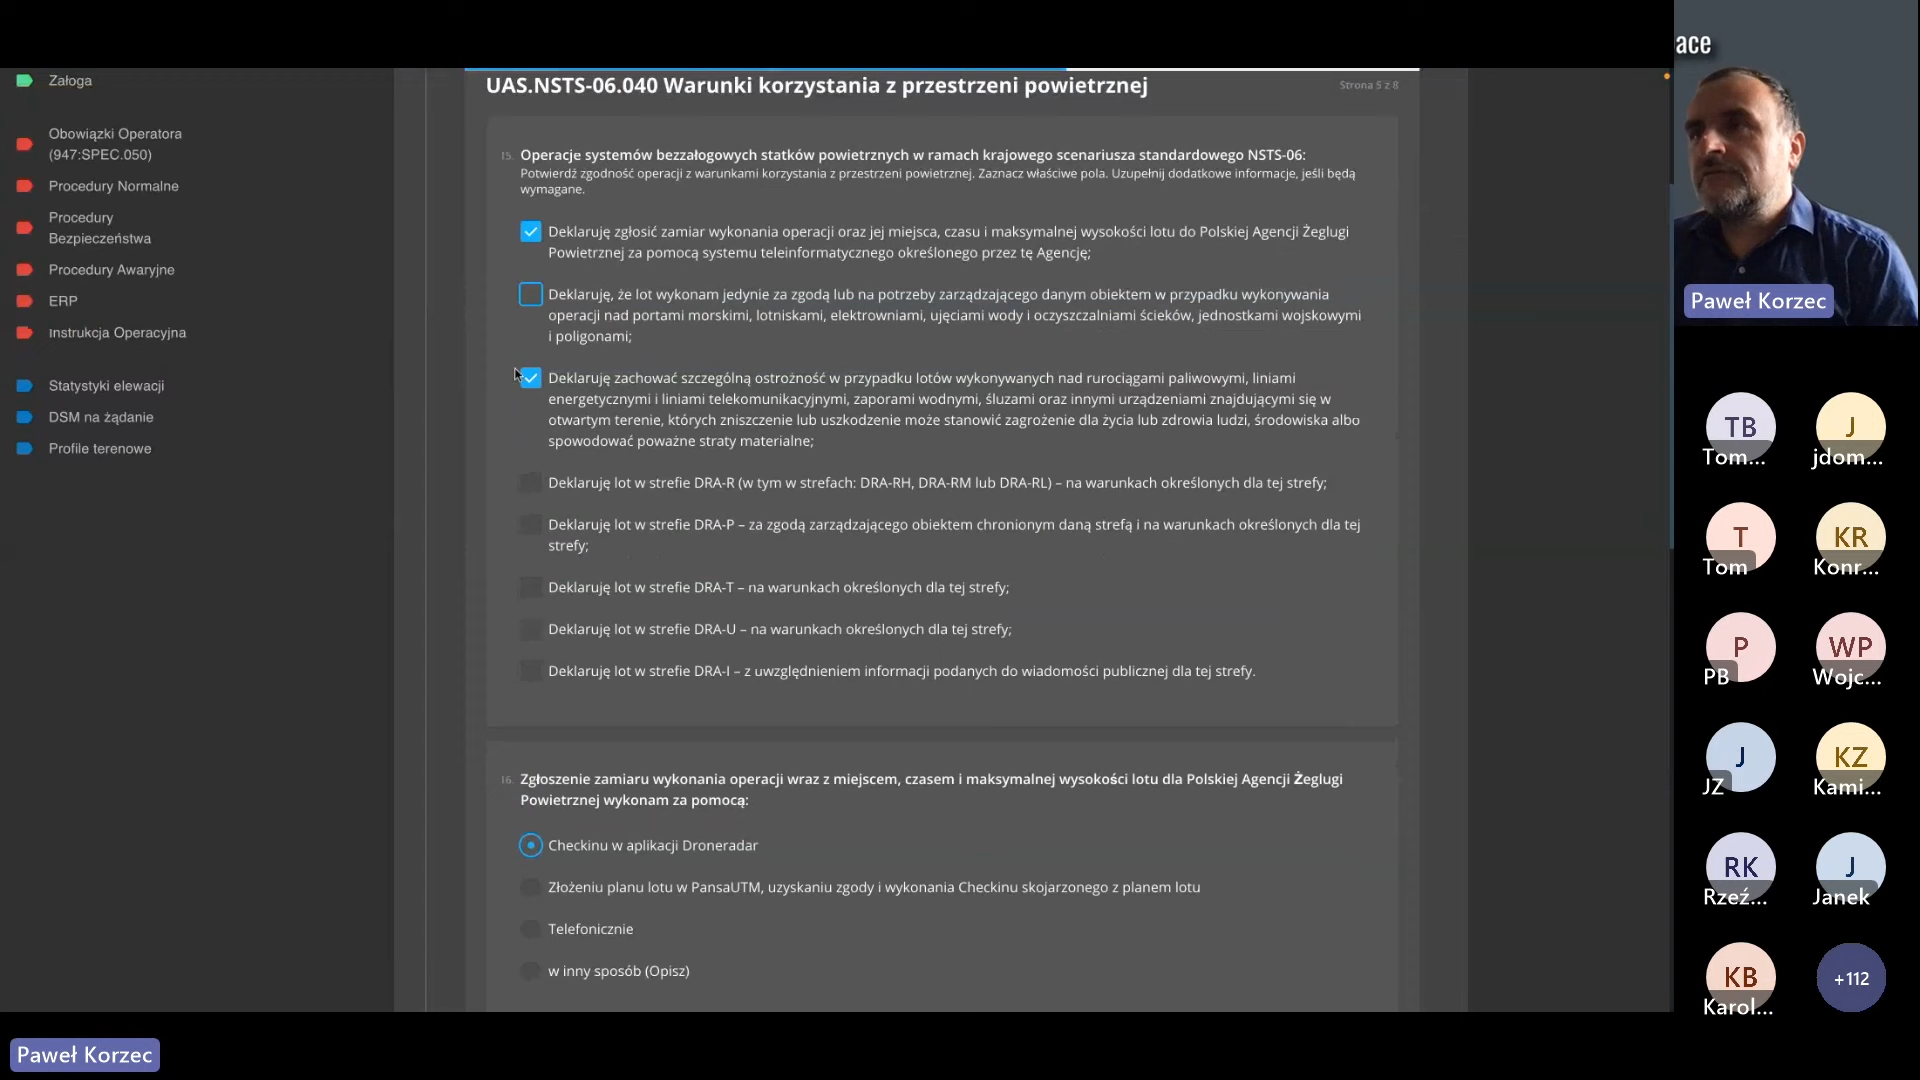 ace
Załoga
Obowiązki Operatora
(947:SPEC.050)
Procedury Normalne
Procedury
Bezpieczeństwa
Procedury Awaryjne
ERP
Instrukcja Operacyjna
Statystyki elewacji
DSM na żądanie
Profile terenowe
UAS.NSTS-06.040 Warunki korzystania z przestrzeni powietrznej
Strona 5 z 8
15. Operacje systemów bezzałogowych statków powietrznych w ramach krajowego scenariusza standardowego NSTS-06:
Potwierdź zgodność operacji z warunkami korzystania z przestrzeni powietrznej. Zaznacz właściwe pola. Uzupełnij dodatkowe informacje, jeśli będą
wymagane.
Deklaruję zgłosić zamiar wykonania operacji oraz jej miejsca, czasu i maksymalnej wysokości lotu do Polskiej Agencji Żeglugi
Powietrznej za pomocą systemu teleinformatycznego określonego przez tę Agencję;
Deklaruję, że lot wykonam jedynie za zgodą lub na potrzeby zarządzającego danym obiektem w przypadku wykonywania
operacji nad portami morskimi, lotniskami, elektrowniami, ujęciami wody i oczyszczalniami ścieków, jednostkami wojskowymi
i poligonami;
Deklaruję zachować szczególną ostrożność w przypadku lotów wykonywanych nad rurociągami paliwowymi, liniami
energetycznymi i liniami telekomunikacyjnymi, zaporami wodnymi, śluzami oraz innymi urządzeniami znajdującymi się w
otwartym terenie, których zniszczenie lub uszkodzenie może stanowić zagrożenie dla życia lub zdrowia ludzi, środowiska albo
spowodować poważne straty materialne;
Deklaruję lot w strefie DRA-R (w tym w strefach: DRA-RH, DRA-RM lub DRA-RL) – na warunkach określonych dla tej strefy;
Deklaruję lot w strefie DRA-P – za zgodą zarządzającego obiektem chronionym daną strefą i na warunkach określonych dla tej
strefy;
Deklaruję lot w strefie DRA-T – na warunkach określonych dla tej strefy;
Deklaruję lot w strefie DRA-U – na warunkach określonych dla tej strefy;
Deklaruję lot w strefie DRA-I – z uwzględnieniem informacji podanych do wiadomości publicznej dla tej strefy.
16. Zgłoszenie zamiaru wykonania operacji wraz z miejscem, czasem i maksymalnej wysokości lotu dla Polskiej Agencji Żeglugi
Powietrznej wykonam za pomocą:
Checkinu w aplikacji Droneradar
Złożeniu planu lotu w PansaUTM, uzyskaniu zgody i wykonania Checkinu skojarzonego z planem lotu
Telefonicznie
w inny sposób (Opisz)
Paweł Korzec
TB
Tom...
J
jdom...
T
Tom
KR
Konr...
P
PB
WP
Wojc...
J
JZ
KZ
Kami...
RK
Rzeź...
J
Janek
KB
Karol...
+112
Paweł Korzec